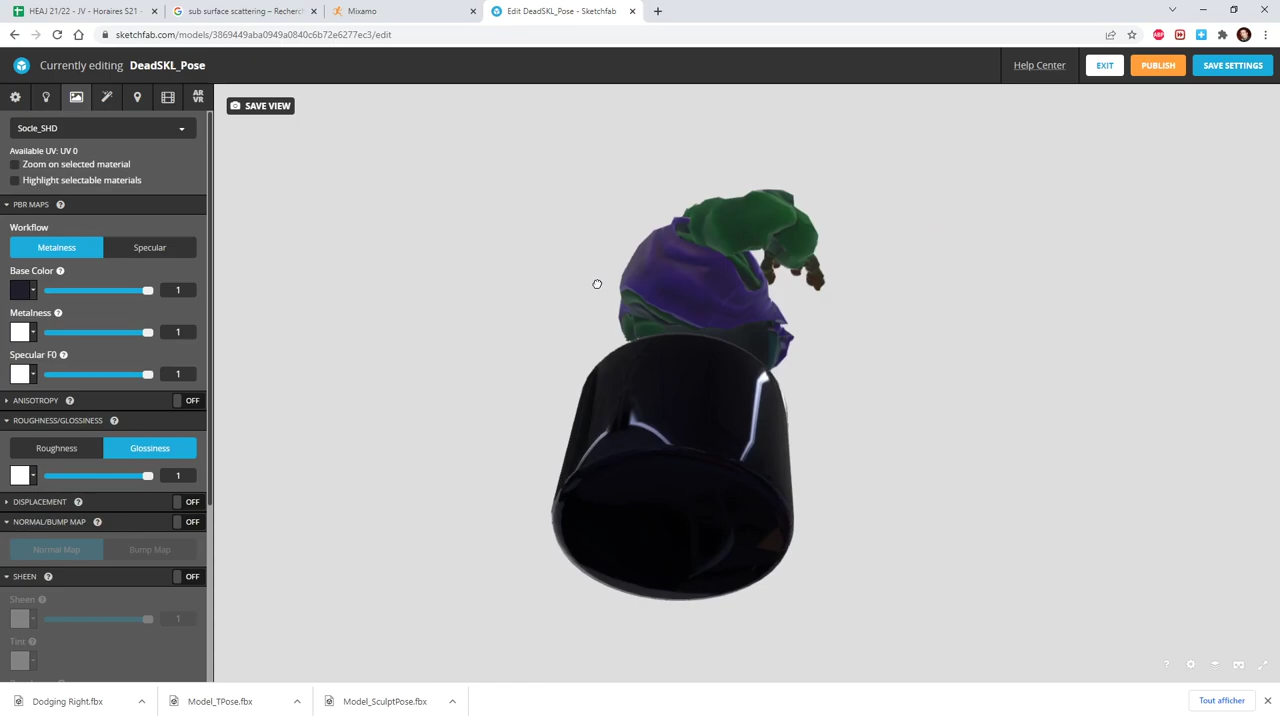 HEAJ 21/22 - JV - Horaires S21
sub surface scattering – Recherch
Mixamo
Edit DeadSKL_Pose - Sketchfab
sketchfab.com/models/3869449aba0949a0840c6b72e6277ec3/edit
Currently editing DeadSKL_Pose
Help Center
EXIT
PUBLISH
SAVE SETTINGS
AR VR
SAVE VIEW
Socle_SHD
Available UV: UV 0
Zoom on selected material
Highlight selectable materials
PBR MAPS
Workflow
Metalness Specular
Base Color
1
Metalness
1
Specular F0
1
ANISOTROPY OFF
ROUGHNESS/GLOSSINESS
Roughness Glossiness
1
DISPLACEMENT OFF
NORMAL/BUMP MAP OFF
Normal Map Bump Map
SHEEN OFF
Sheen
1
Tint
Dodging Right.fbx
Model_TPose.fbx
Model_SculptPose.fbx
Tout afficher